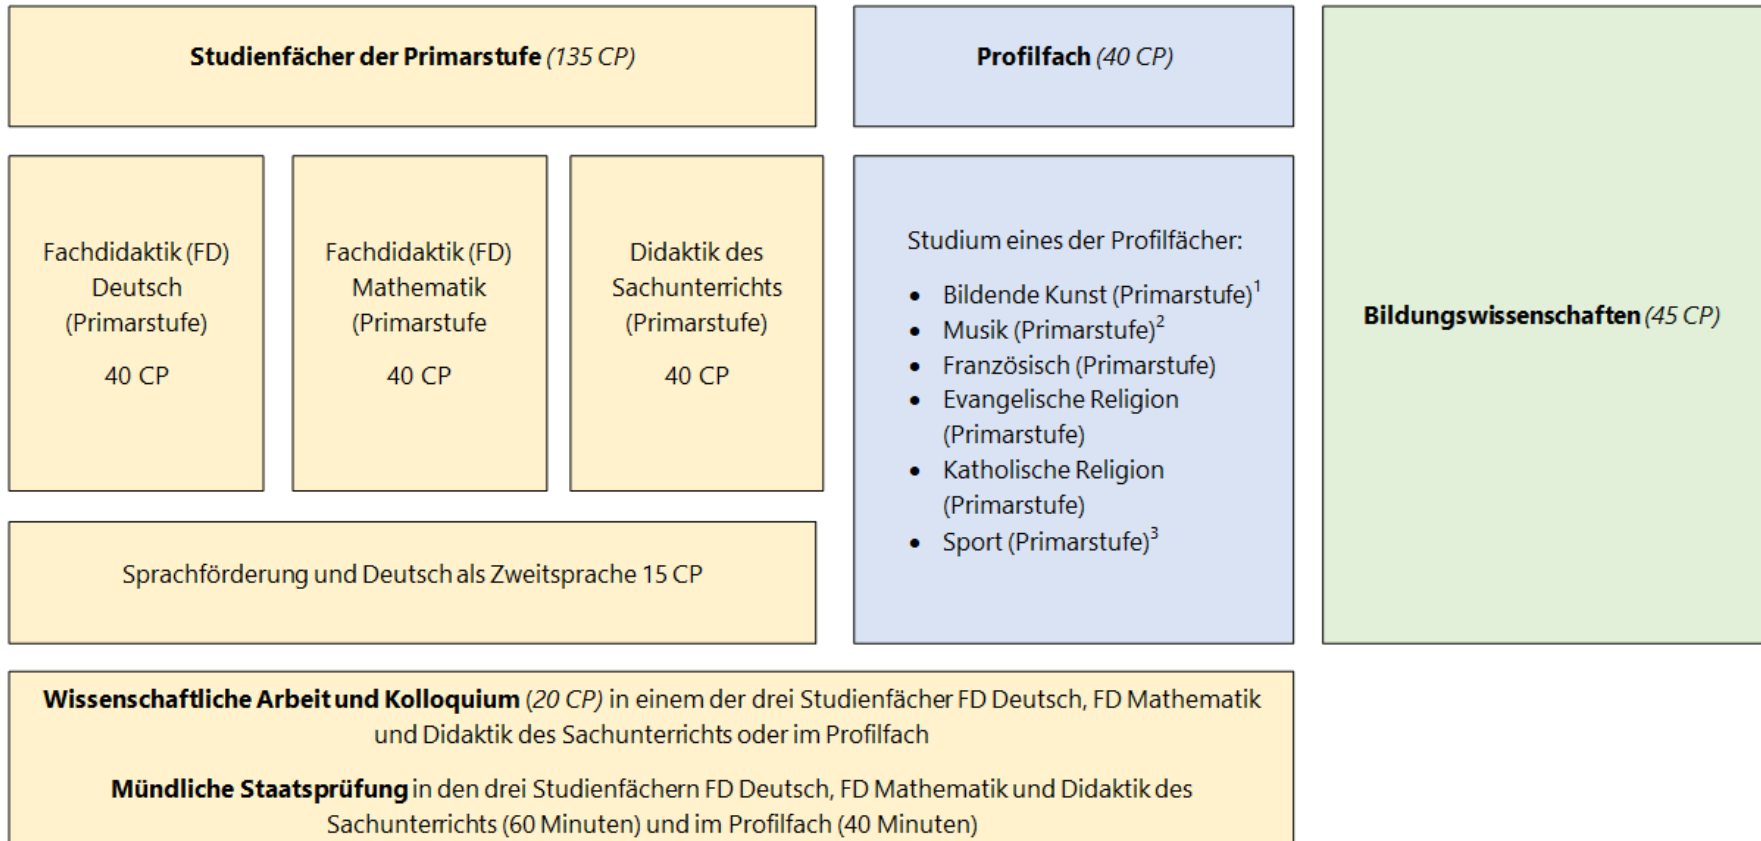 Studienfächer der Primarstufe (135 CP)
Profilfach (40 CP)
Fachdidaktik (FD)
Deutsch
(Primarstufe)
40 CP
Fachdidaktik (FD)
Mathematik
(Primarstufe
40 CP
Didaktik des
Sachunterrichts
(Primarstufe)
40 CP
Sprachförderung und Deutsch als Zweitsprache 15 CP
Studium eines der Profilfächer:
• Bildende Kunst (Primarstufe)¹
• Musik (Primarstufe)²
• Französisch (Primarstufe)
• Evangelische Religion
(Primarstufe)
• Katholische Religion
(Primarstufe)
• Sport (Primarstufe)³
Bildungswissenschaften (45 CP)
Wissenschaftliche Arbeit und Kolloquium (20 CP) in einem der drei Studienfächer FD Deutsch, FD Mathematik
und Didaktik des Sachunterrichts oder im Profilfach
Mündliche Staatsprüfung in den drei Studienfächern FD Deutsch, FD Mathematik und Didaktik des
Sachunterrichts (60 Minuten) und im Profilfach (40 Minuten)